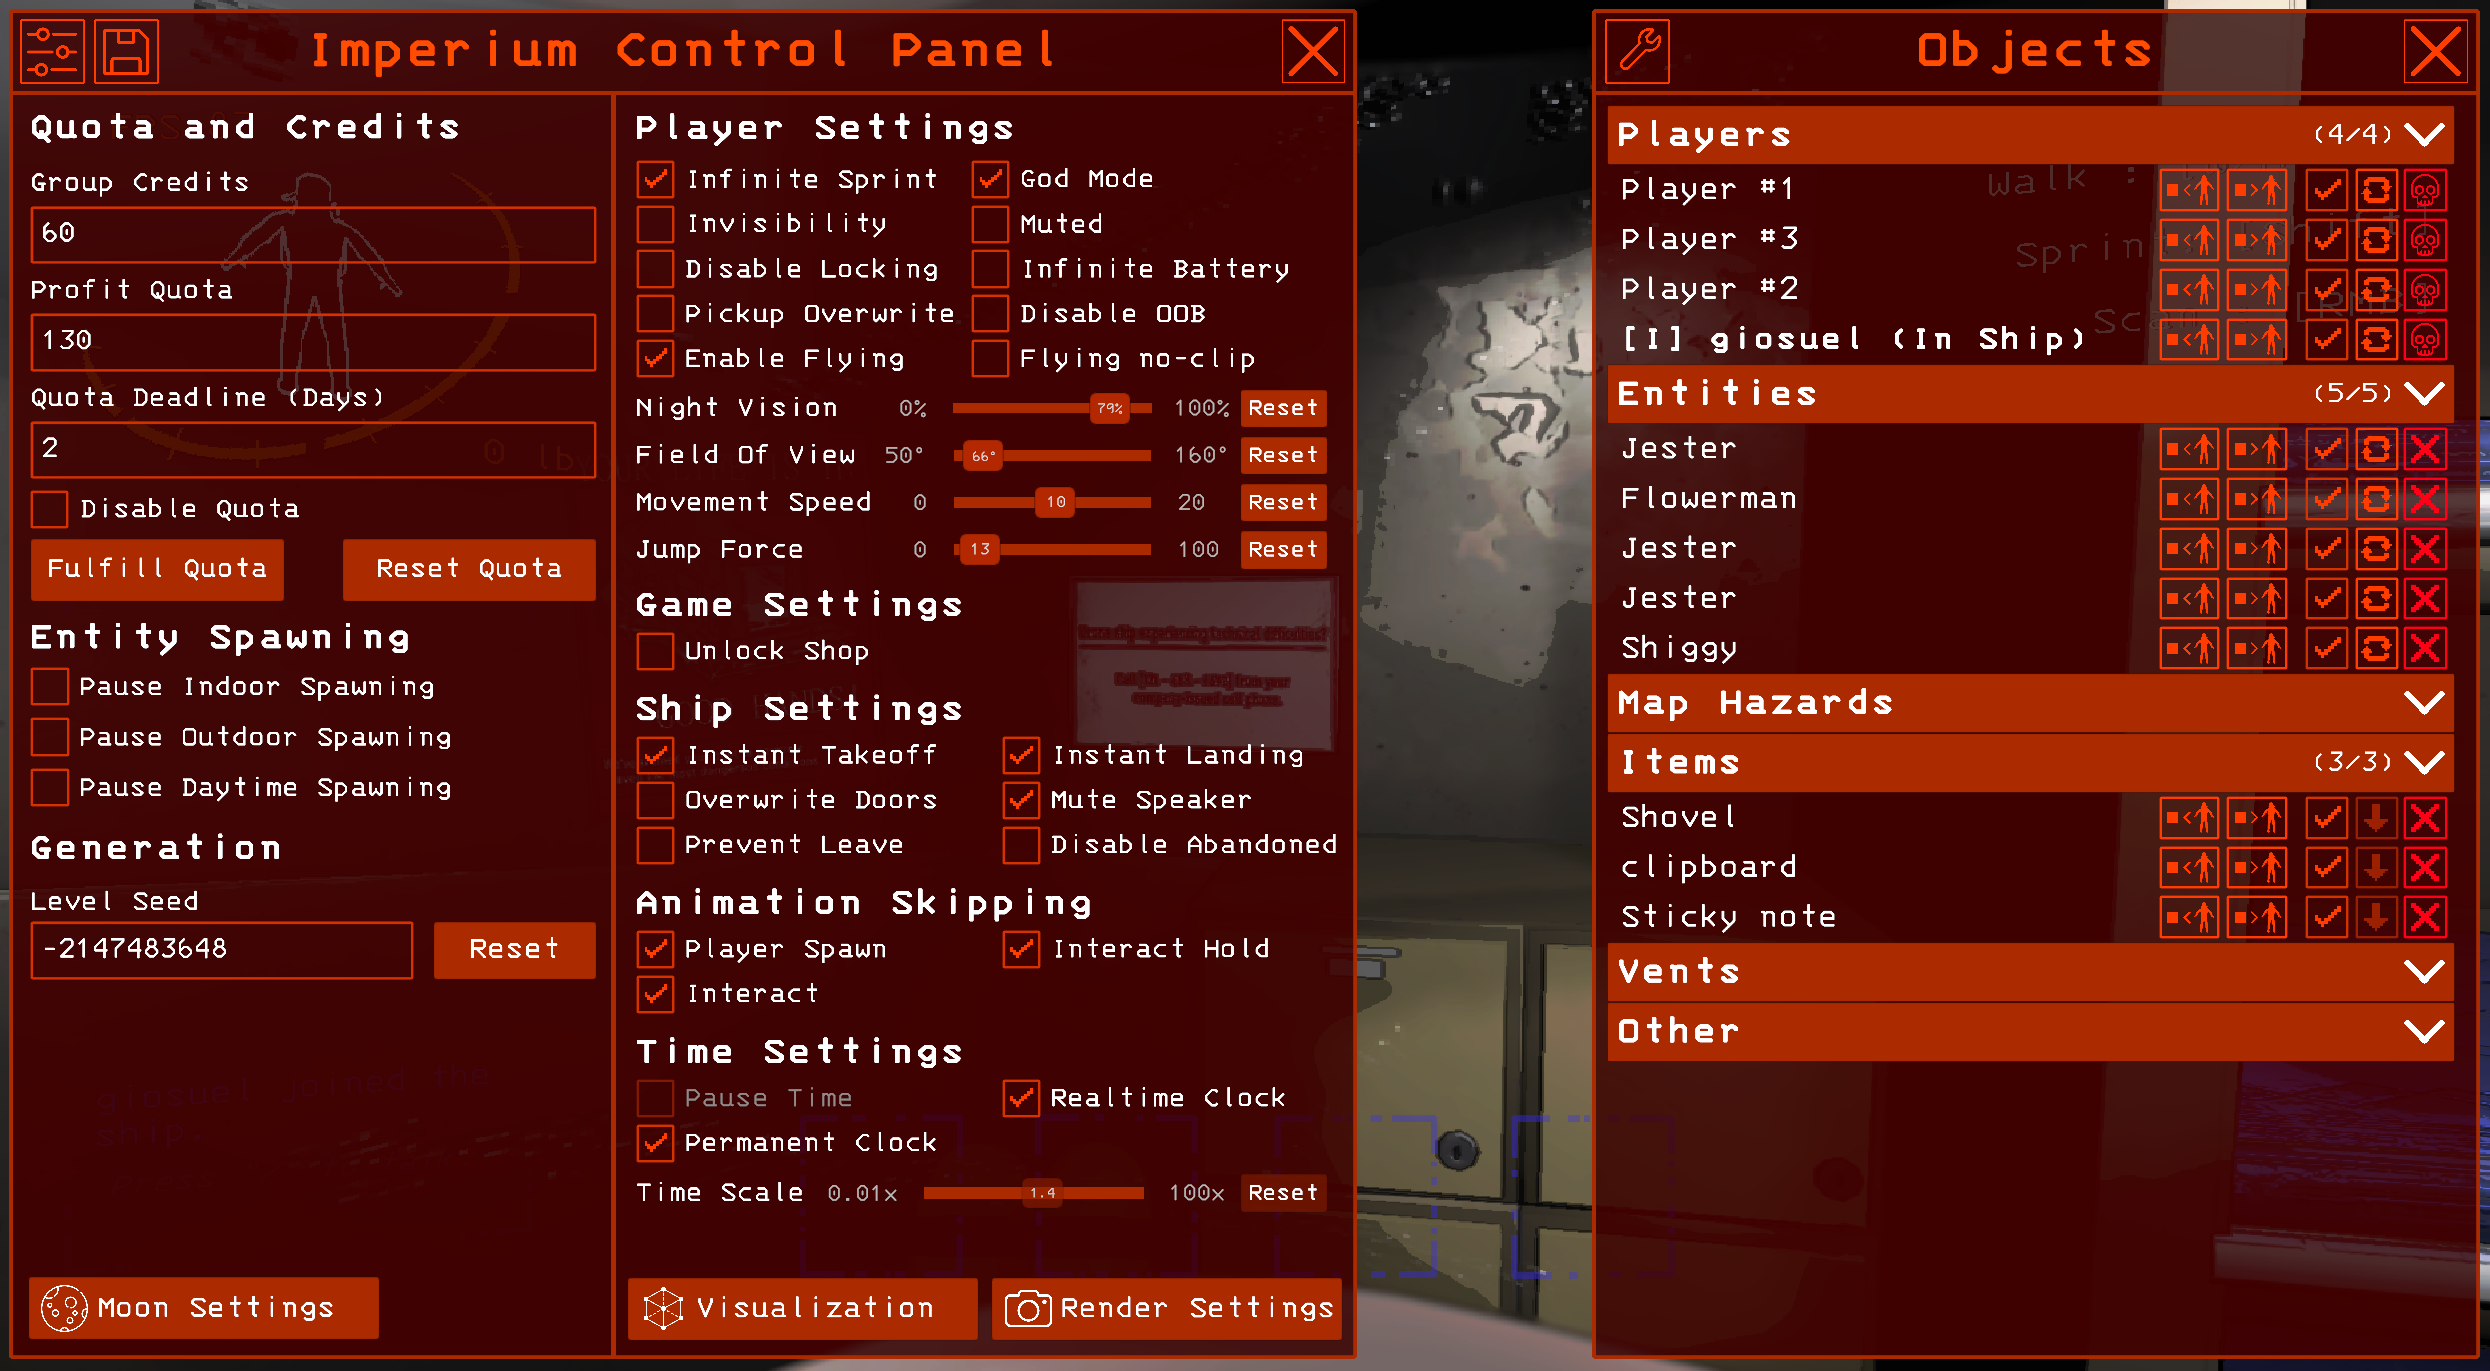 Imperium Control Panel
Quota and Credits
Group Credits
60
Profit Quota
130
Quota Deadline (Days)
2
Disable Quota
Fulfill Quota
Reset Quota
Entity Spawning
Pause Indoor Spawning
Pause Outdoor Spawning
Pause Daytime Spawning
Generation
Level Seed
-2147483648 Reset
giosuel joined the
ship.
Moon Settings
Player Settings
Infinite Sprint God Mode
Invisibility Muted
Disable Locking Infinite Battery
Pickup Overwrite Disable OOB
Enable Flying Flying no-clip
Night Vision 0% 79% 100% Reset
Field Of View 50° 66° 160° Reset
Movement Speed 0 10 20 Reset
Jump Force 0 13 100 Reset
Game Settings
Unlock Shop
Ship Settings
Instant Takeoff Instant Landing
Overwrite Doors Mute Speaker
Prevent Leave Disable Abandoned
Animation Skipping
Player Spawn Interact Hold
Interact
Time Settings
Pause Time Realtime Clock
Permanent Clock
Time Scale 0.01x 1.4 100x Reset
Visualization
Render Settings
Objects
Players (4/4)
Player #1
Player #3
Player #2
[I] giosuel (In Ship)
Walk :
Entities (5/5)
Jester
Flowerman
Jester
Jester
Shiggy
Map Hazards
Items (3/3)
Shovel
clipboard
Sticky note
Vents
Other